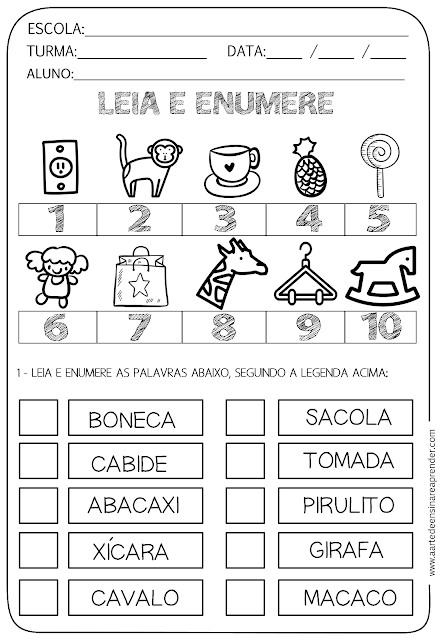 ESCOLA:
TURMA: DATA: / /
ALUNO:
LEIA E ENUMERE
1 2 3 4 5
6 7 8 9 10
1 - LEIA E ENUMERE AS PALAVRAS ABAIXO, SEGUNDO A LEGENDA ACIMA:
BONECA SACOLA
CABIDE TOMADA
ABACAXI PIRULITO
XÍCARA GIRAFA
CAVALO MACACO
www.aartedeensinareaprender.com